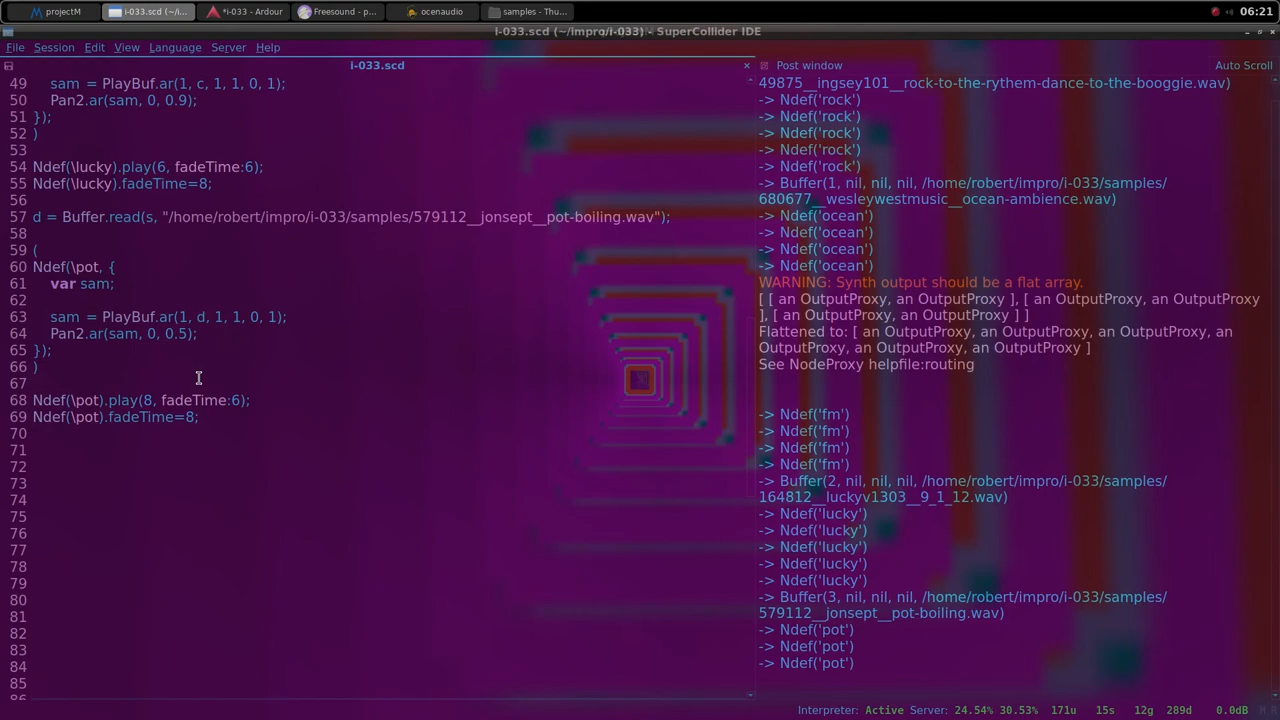 projectM
i-033.scd (~/i...
*i-033 - Ardour
Freesound - p...
ocenaudio
samples - Thu...
06:21
i-033.scd (~/impro/i-033) - SuperCollider IDE
File Session Edit View Language Server Help
i-033.scd
49 sam = PlayBuf.ar(1, c, 1, 1, 0, 1);
50 Pan2.ar(sam, 0, 0.9);
51 });
52 )
53
54 Ndef(\lucky).play(6, fadeTime:6);
55 Ndef(\lucky).fadeTime=8;
56
57 d = Buffer.read(s, "/home/robert/impro/i-033/samples/579112__jonsept__pot-boiling.wav");
58
59 (
60 Ndef(\pot, {
61 var sam;
62
63 sam = PlayBuf.ar(1, d, 1, 1, 0, 1);
64 Pan2.ar(sam, 0, 0.5);
65 });
66 )
67
68 Ndef(\pot).play(8, fadeTime:6);
69 Ndef(\pot).fadeTime=8;
70
71
72
73
74
75
76
77
78
79
80
81
82
83
84
85
86
Post window
Auto Scroll
49875__ingsey101__rock-to-the-rythem-dance-to-the-booggie.wav)
-> Ndef('rock')
-> Ndef('rock')
-> Ndef('rock')
-> Ndef('rock')
-> Ndef('rock')
-> Buffer(1, nil, nil, nil, /home/robert/impro/i-033/samples/
680677__wesleywestmusic__ocean-ambience.wav)
-> Ndef('ocean')
-> Ndef('ocean')
-> Ndef('ocean')
-> Ndef('ocean')
WARNING: Synth output should be a flat array.
[ [ an OutputProxy, an OutputProxy ], [ an OutputProxy, an OutputProxy
], [ an OutputProxy, an OutputProxy ] ]
Flattened to: [ an OutputProxy, an OutputProxy, an OutputProxy, an
OutputProxy, an OutputProxy, an OutputProxy ]
See NodeProxy helpfile:routing
-> Ndef('fm')
-> Ndef('fm')
-> Ndef('fm')
-> Ndef('fm')
-> Buffer(2, nil, nil, nil, /home/robert/impro/i-033/samples/
164812__luckyv1303__9_1_12.wav)
-> Ndef('lucky')
-> Ndef('lucky')
-> Ndef('lucky')
-> Ndef('lucky')
-> Ndef('lucky')
-> Buffer(3, nil, nil, nil, /home/robert/impro/i-033/samples/
579112__jonsept__pot-boiling.wav)
-> Ndef('pot')
-> Ndef('pot')
-> Ndef('pot')
Interpreter: Active Server: 24.54% 30.53% 171u 15s 12g 289d 0.0dB